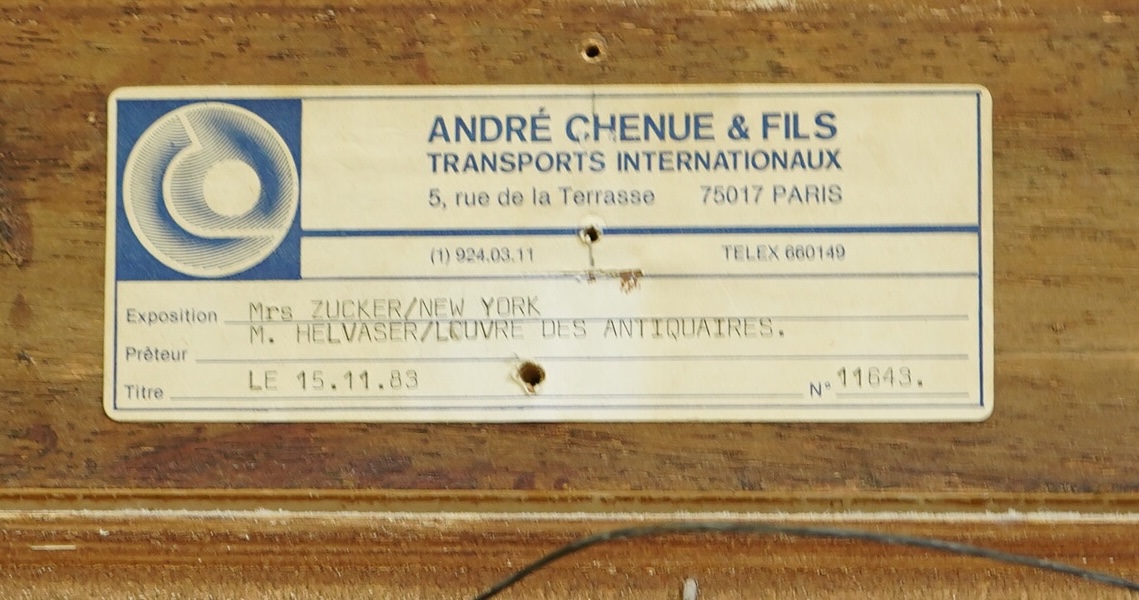 ANDRÉ CHENUE & FILS
TRANSPORTS INTERNATIONAUX
5, rue de la Terrasse 75017 PARIS
(1) 924.03.11 TELEX 660149
Exposition Mrs ZUCKER/NEW YORK
M. HELVASER/LOUVRE DES ANTIQUAIRES.
Prêteur
Titre LE 15.11.83 N° 11643.